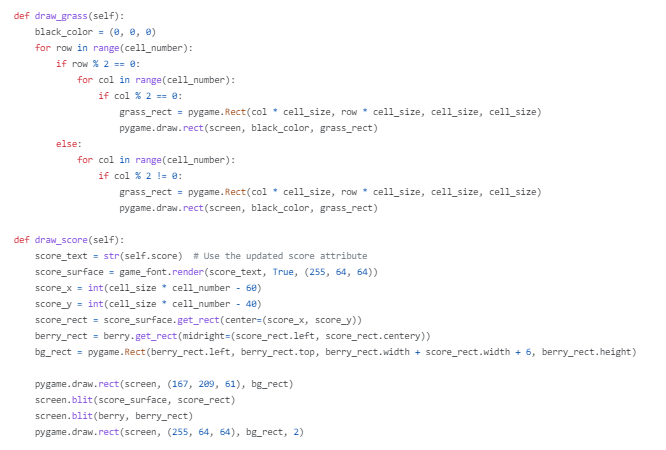 def draw_grass(self):
    black_color = (0, 0, 0)
    for row in range(cell_number):
        if row % 2 == 0:
            for col in range(cell_number):
                if col % 2 == 0:
                    grass_rect = pygame.Rect(col * cell_size, row * cell_size, cell_size, cell_size)
                    pygame.draw.rect(screen, black_color, grass_rect)
        else:
            for col in range(cell_number):
                if col % 2 != 0:
                    grass_rect = pygame.Rect(col * cell_size, row * cell_size, cell_size, cell_size)
                    pygame.draw.rect(screen, black_color, grass_rect)

def draw_score(self):
    score_text = str(self.score)  # Use the updated score attribute
    score_surface = game_font.render(score_text, True, (255, 64, 64))
    score_x = int(cell_size * cell_number - 60)
    score_y = int(cell_size * cell_number - 40)
    score_rect = score_surface.get_rect(center=(score_x, score_y))
    berry_rect = berry.get_rect(midright=(score_rect.left, score_rect.centery))
    bg_rect = pygame.Rect(berry_rect.left, berry_rect.top, berry_rect.width + score_rect.width + 6, berry_rect.height)

    pygame.draw.rect(screen, (167, 209, 61), bg_rect)
    screen.blit(score_surface, score_rect)
    screen.blit(berry, berry_rect)
    pygame.draw.rect(screen, (255, 64, 64), bg_rect, 2)